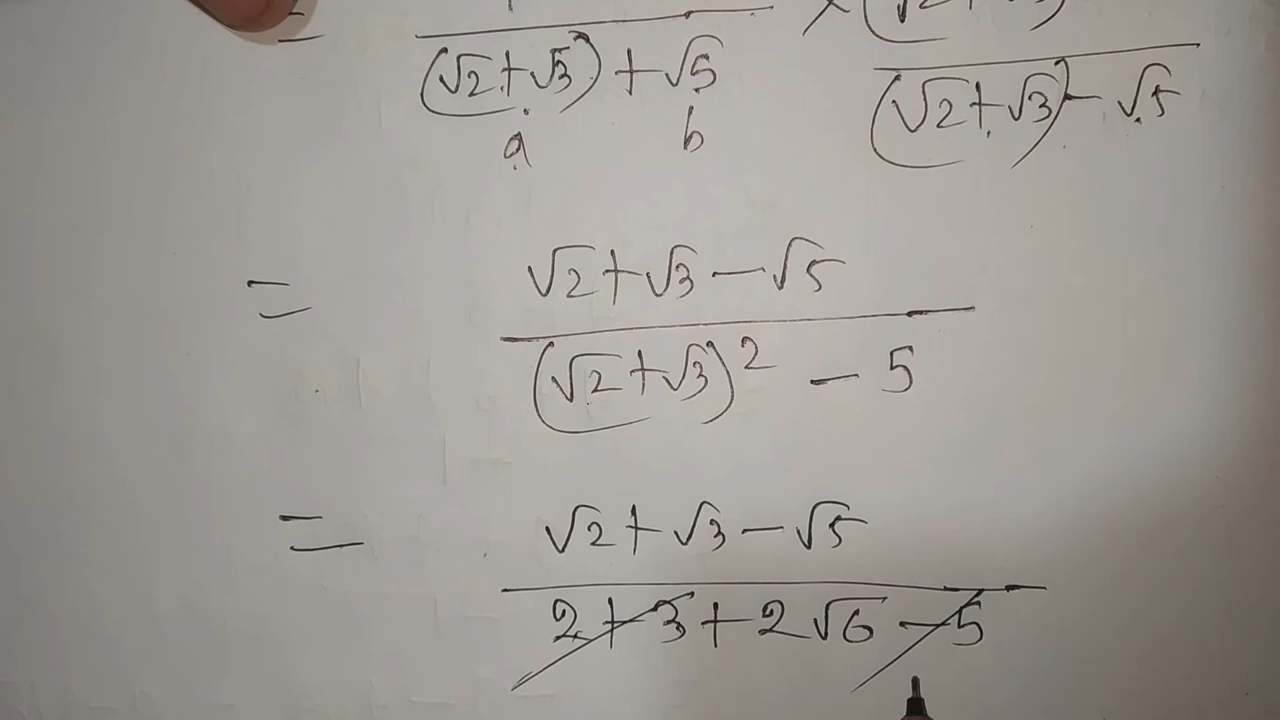 = (√2+√3)+√5 × (√2+√3)-√5
a b
= √2+√3-√5
(√2+√3)² - 5
= √2+√3-√5
2+3+2√6-5